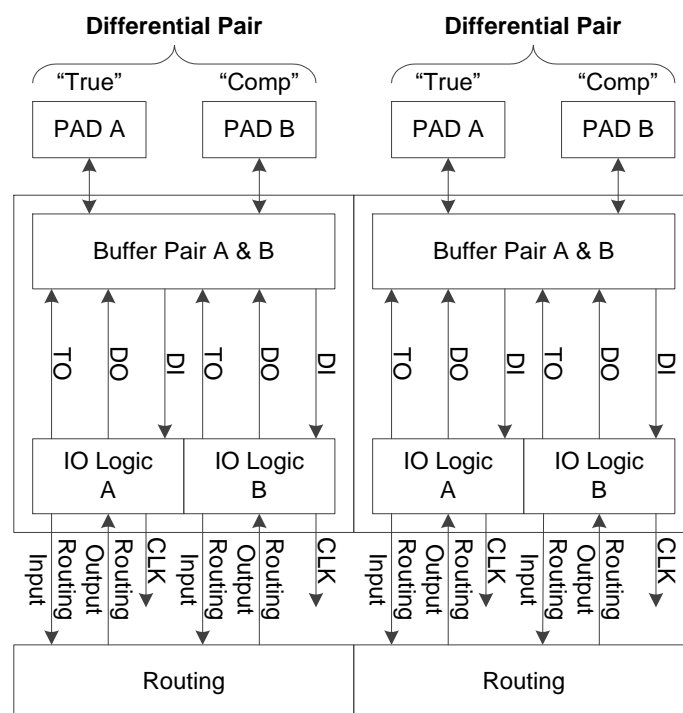 Differential Pair
Differential Pair
“True”
“Comp”
“True”
“Comp”
PAD A
PAD B
PAD A
PAD B
Buffer Pair A & B
Buffer Pair A & B
TO
DO
DI
TO
DO
DI
TO
DO
DI
TO
DO
DI
IO Logic
A
IO Logic
B
IO Logic
A
IO Logic
B
Routing
Input
Routing
Output
CLK
Routing
Input
Routing
Output
CLK
Routing
Input
Routing
Output
CLK
Routing
Input
Routing
Output
CLK
Routing
Routing